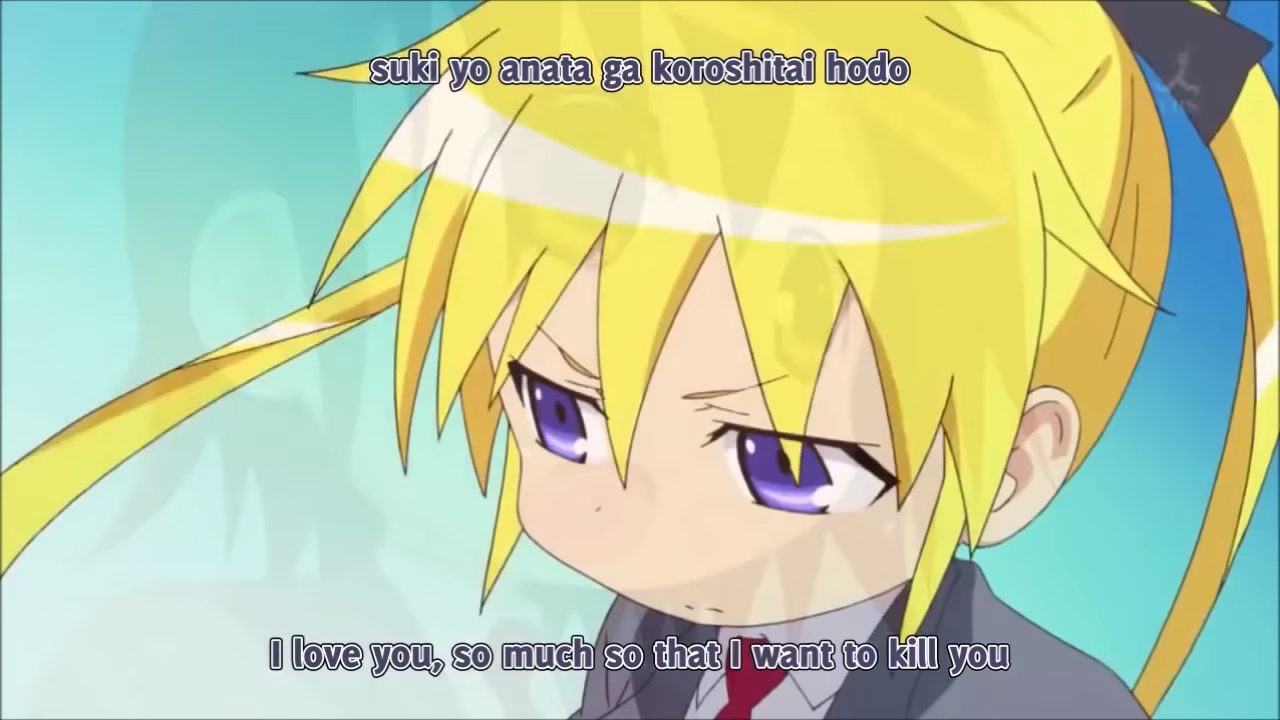 suki yo anata ga koroshitai hodo
I love you, so much so that I want to kill you